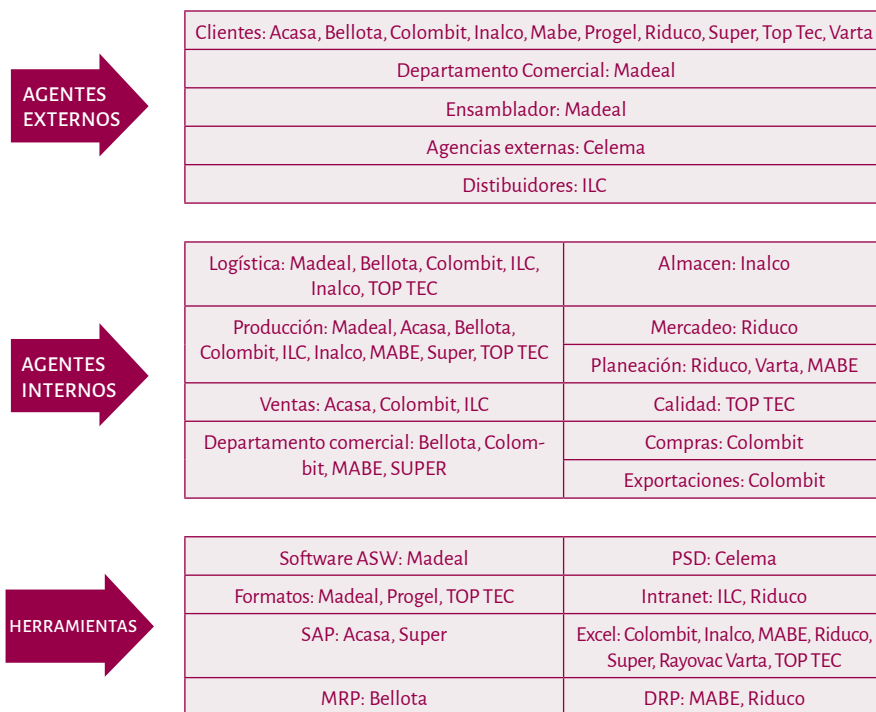 AGENTES
EXTERNOS
Clientes: Acasa, Bellota, Colombit, Inalco, Mabe, Progel, Riduco, Super, Top Tec, Varta
Departamento Comercial: Madeal
Ensamblador: Madeal
Agencias externas: Celema
Distibuidores: ILC
AGENTES
INTERNOS
Logística: Madeal, Bellota, Colombit, ILC,
Inalco, TOP TEC
Almacen: Inalco
Producción: Madeal, Acasa, Bellota,
Colombit, ILC, Inalco, MABE, Super, TOP TEC
Mercadeo: Riduco
Planeación: Riduco, Varta, MABE
Ventas: Acasa, Colombit, ILC
Calidad: TOP TEC
Departamento comercial: Bellota, Colom-
bit, MABE, SUPER
Compras: Colombit
Exportaciones: Colombit
HERRAMIENTAS
Software ASW: Madeal
PSD: Celema
Formatos: Madeal, Progel, TOP TEC
Intranet: ILC, Riduco
SAP: Acasa, Super
Excel: Colombit, Inalco, MABE, Riduco,
Super, Rayovac Varta, TOP TEC
MRP: Bellota
DRP: MABE, Riduco